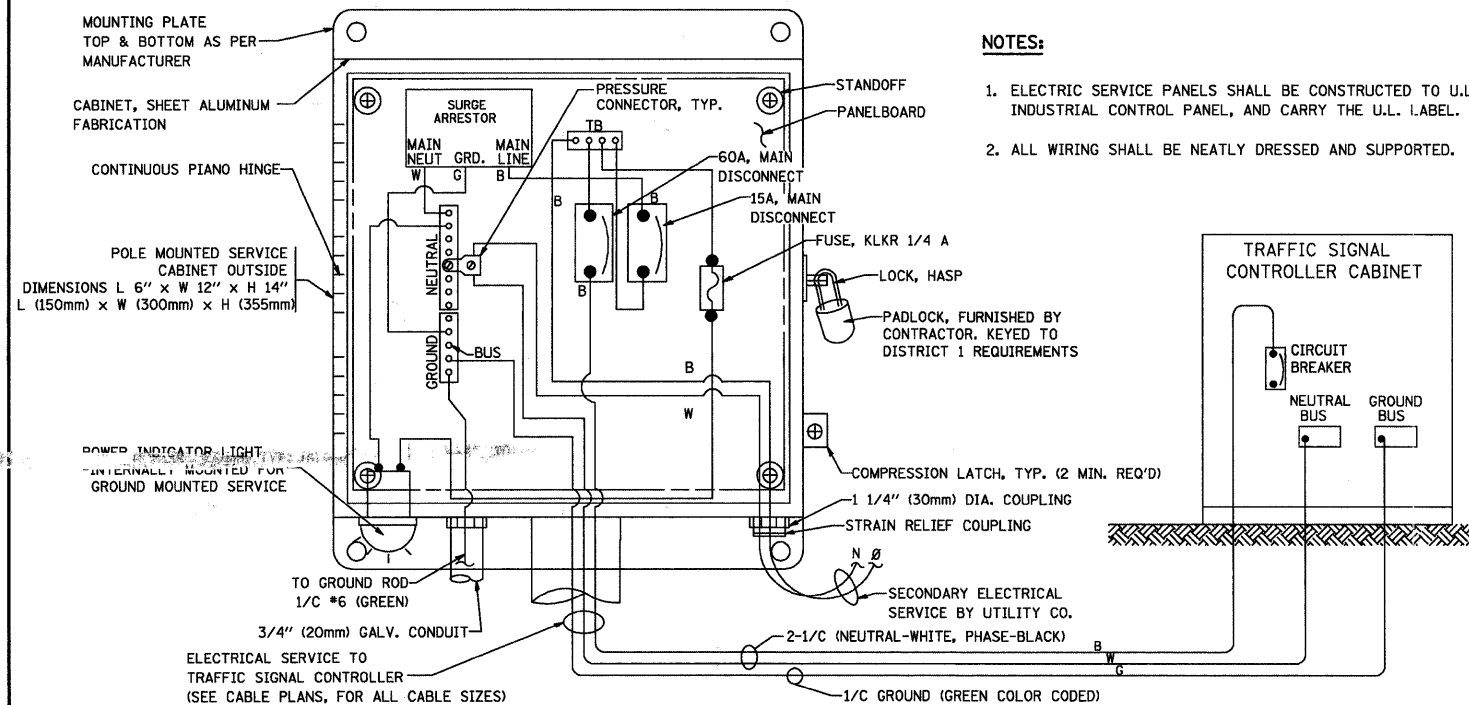 MOUNTING PLATE
TOP & BOTTOM AS PER
MANUFACTURER
CABINET, SHEET ALUMINUM
FABRICATION
CONTINUOUS PIANO HINGE
POLE MOUNTED SERVICE
CABINET OUTSIDE
DIMENSIONS L 6" x W 12" x H 14"
L (150mm) x W (300mm) x H (355mm)
POWER INDICATOR LIGHT
INTERNALLY MOUNTED FOR
GROUND MOUNTED SERVICE
SURGE
ARRESTOR
MAIN
NEUT
GRD.
MAIN
LINE
W
G
B
PRESSURE
CONNECTOR, TYP.
TB
STANDOFF
PANELBOARD
60A, MAIN
DISCONNECT
15A, MAIN
DISCONNECT
B
B
B
FUSE, KLKR 1/4 A
LOCK, HASP
PADLOCK, FURNISHED BY
CONTRACTOR. KEYED TO
DISTRICT 1 REQUIREMENTS
NEUTRAL
GROUND
BUS
B
W
COMPRESSION LATCH, TYP. (2 MIN. REQ'D)
1 1/4" (30mm) DIA. COUPLING
STRAIN RELIEF COUPLING
N Ø
SECONDARY ELECTRICAL
SERVICE BY UTILITY CO.
TO GROUND ROD
1/C #6 (GREEN)
3/4" (20mm) GALV. CONDUIT
ELECTRICAL SERVICE TO
TRAFFIC SIGNAL CONTROLLER
(SEE CABLE PLANS, FOR ALL CABLE SIZES)
2-1/C (NEUTRAL-WHITE, PHASE-BLACK)
1/C GROUND (GREEN COLOR CODED)
B
W
G
NOTES:
1. ELECTRIC SERVICE PANELS SHALL BE CONSTRUCTED TO U.L
INDUSTRIAL CONTROL PANEL, AND CARRY THE U.L. LABEL.
2. ALL WIRING SHALL BE NEATLY DRESSED AND SUPPORTED.
TRAFFIC SIGNAL
CONTROLLER CABINET
CIRCUIT
BREAKER
NEUTRAL
BUS
GROUND
BUS